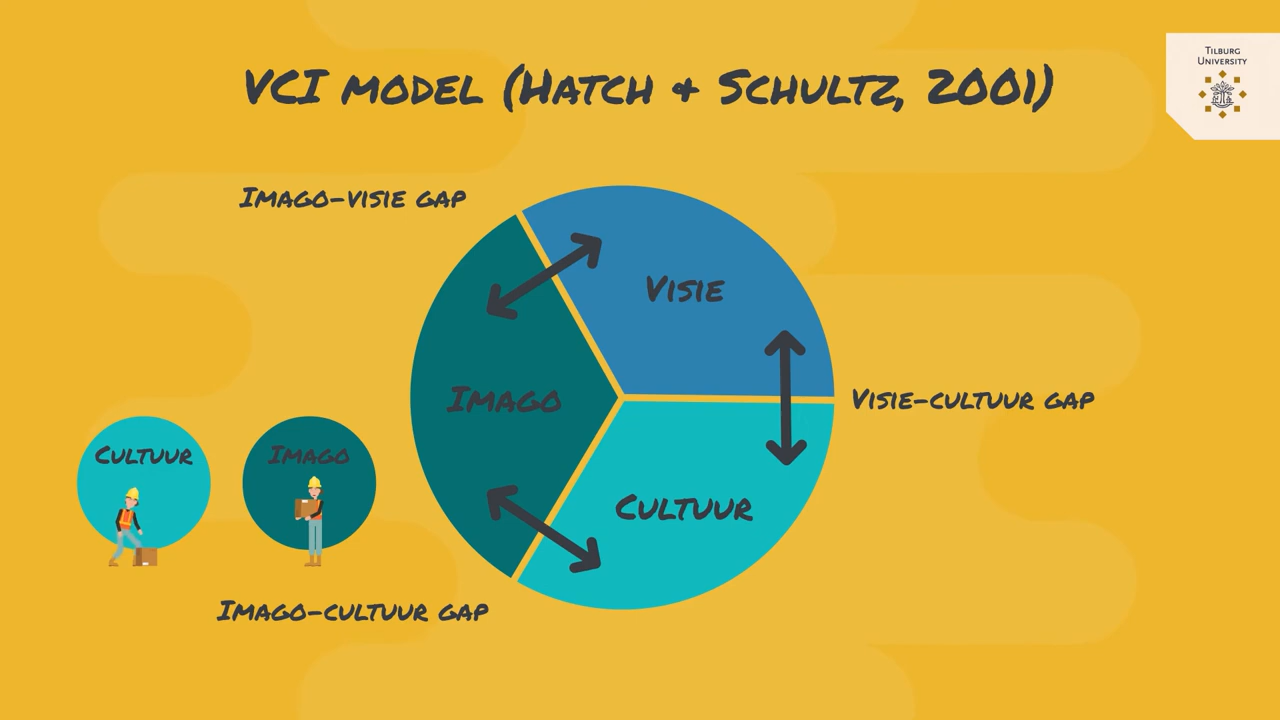 VCI model (Hatch & Schultz, 2001)
Tilburg
University
Imago-visie gap
Visie
Imago
Visie-cultuur gap
Cultuur
Imago
Cultuur
Imago-cultuur gap